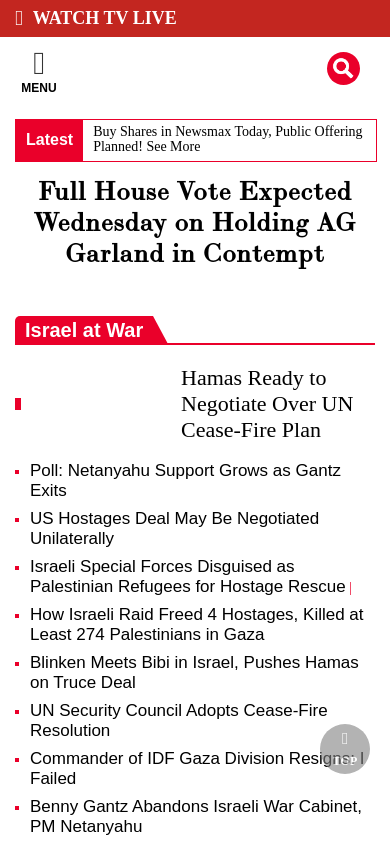 WATCH TV LIVE
MENU
Latest
Buy Shares in Newsmax Today, Public Offering
Planned! See More
Full House Vote Expected
Wednesday on Holding AG
Garland in Contempt
Israel at War
Hamas Ready to
Negotiate Over UN
Cease-Fire Plan
Poll: Netanyahu Support Grows as Gantz
Exits
US Hostages Deal May Be Negotiated
Unilaterally
Israeli Special Forces Disguised as
Palestinian Refugees for Hostage Rescue |
How Israeli Raid Freed 4 Hostages, Killed at
Least 274 Palestinians in Gaza
Blinken Meets Bibi in Israel, Pushes Hamas
on Truce Deal
UN Security Council Adopts Cease-Fire
Resolution
Commander of IDF Gaza Division Resigns: I
Failed
TOP
Benny Gantz Abandons Israeli War Cabinet,
PM Netanyahu